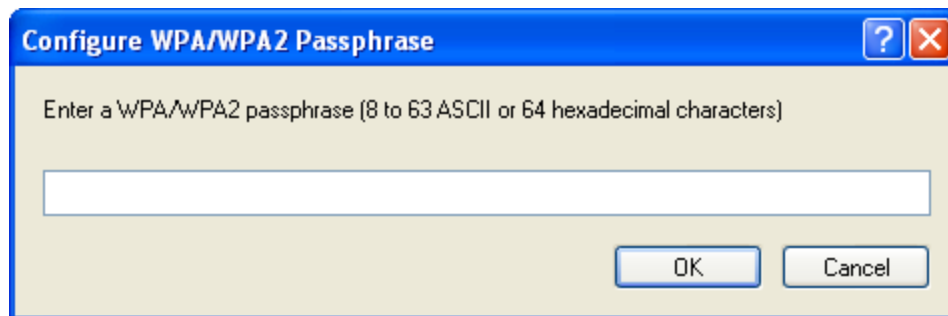 Configure WPA/WPA2 Passphrase
Enter a WPA/WPA2 passphrase (8 to 63 ASCII or 64 hexadecimal characters)
OK
Cancel